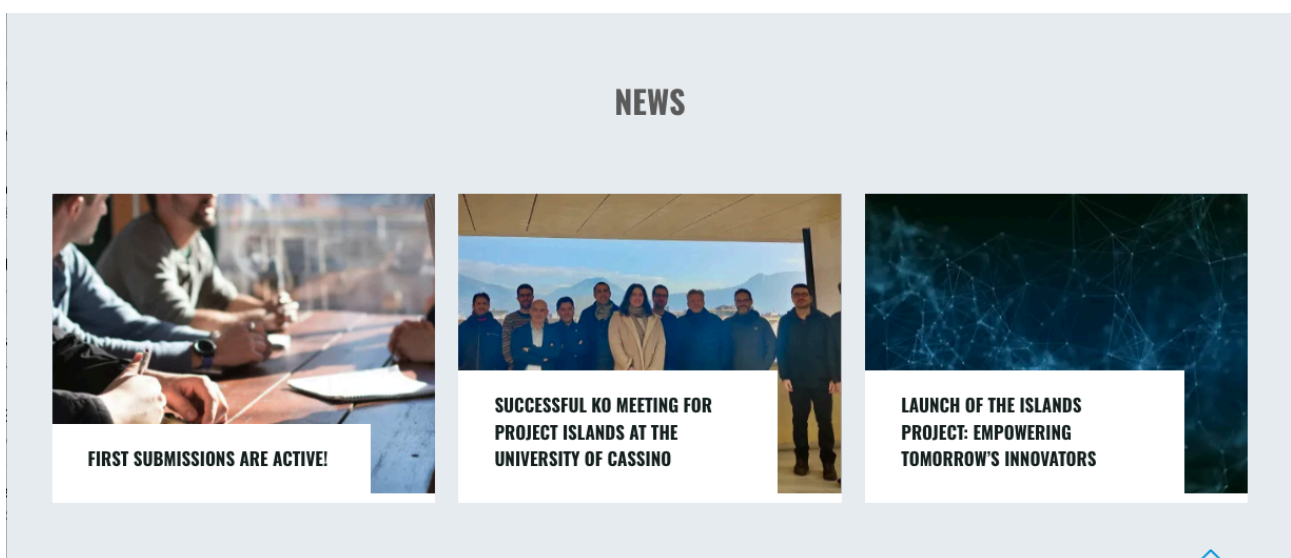 NEWS
FIRST SUBMISSIONS ARE ACTIVE!
SUCCESSFUL KO MEETING FOR
PROJECT ISLANDS AT THE
UNIVERSITY OF CASSINO
LAUNCH OF THE ISLANDS
PROJECT: EMPOWERING
TOMORROW'S INNOVATORS